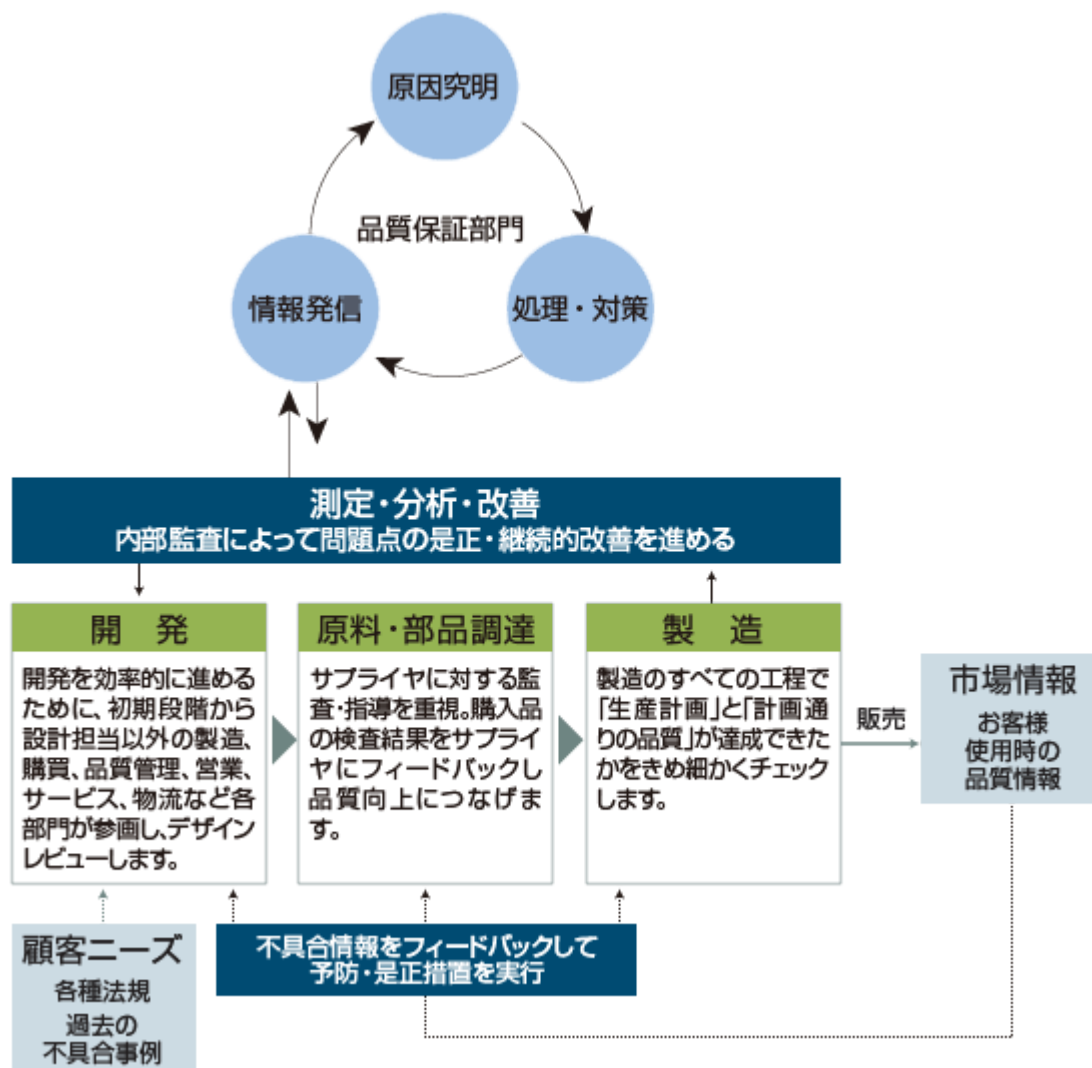 原因究明
品質保証部門
情報発信
処理・対策
測定・分析・改善
内部監査によって問題点の是正・継続的改善を進める
開　発
開発を効率的に進める
ために、初期段階から
設計担当以外の製造、
購買、品質管理、営業、
サービス、物流など各
部門が参画し、デザイン
レビューします。
原料・部品調達
サプライヤに対する監
査・指導を重視。購入品
の検査結果をサプライ
ヤにフィードバックし
品質向上につなげま
す。
製　造
製造のすべての工程で
「生産計画」と「計画通
りの品質」が達成できた
かをきめ細かくチェック
します。
販売
市場情報
お客様
使用時の
品質情報
顧客ニーズ
各種法規
過去の
不具合事例
不具合情報をフィードバックして
予防・是正措置を実行